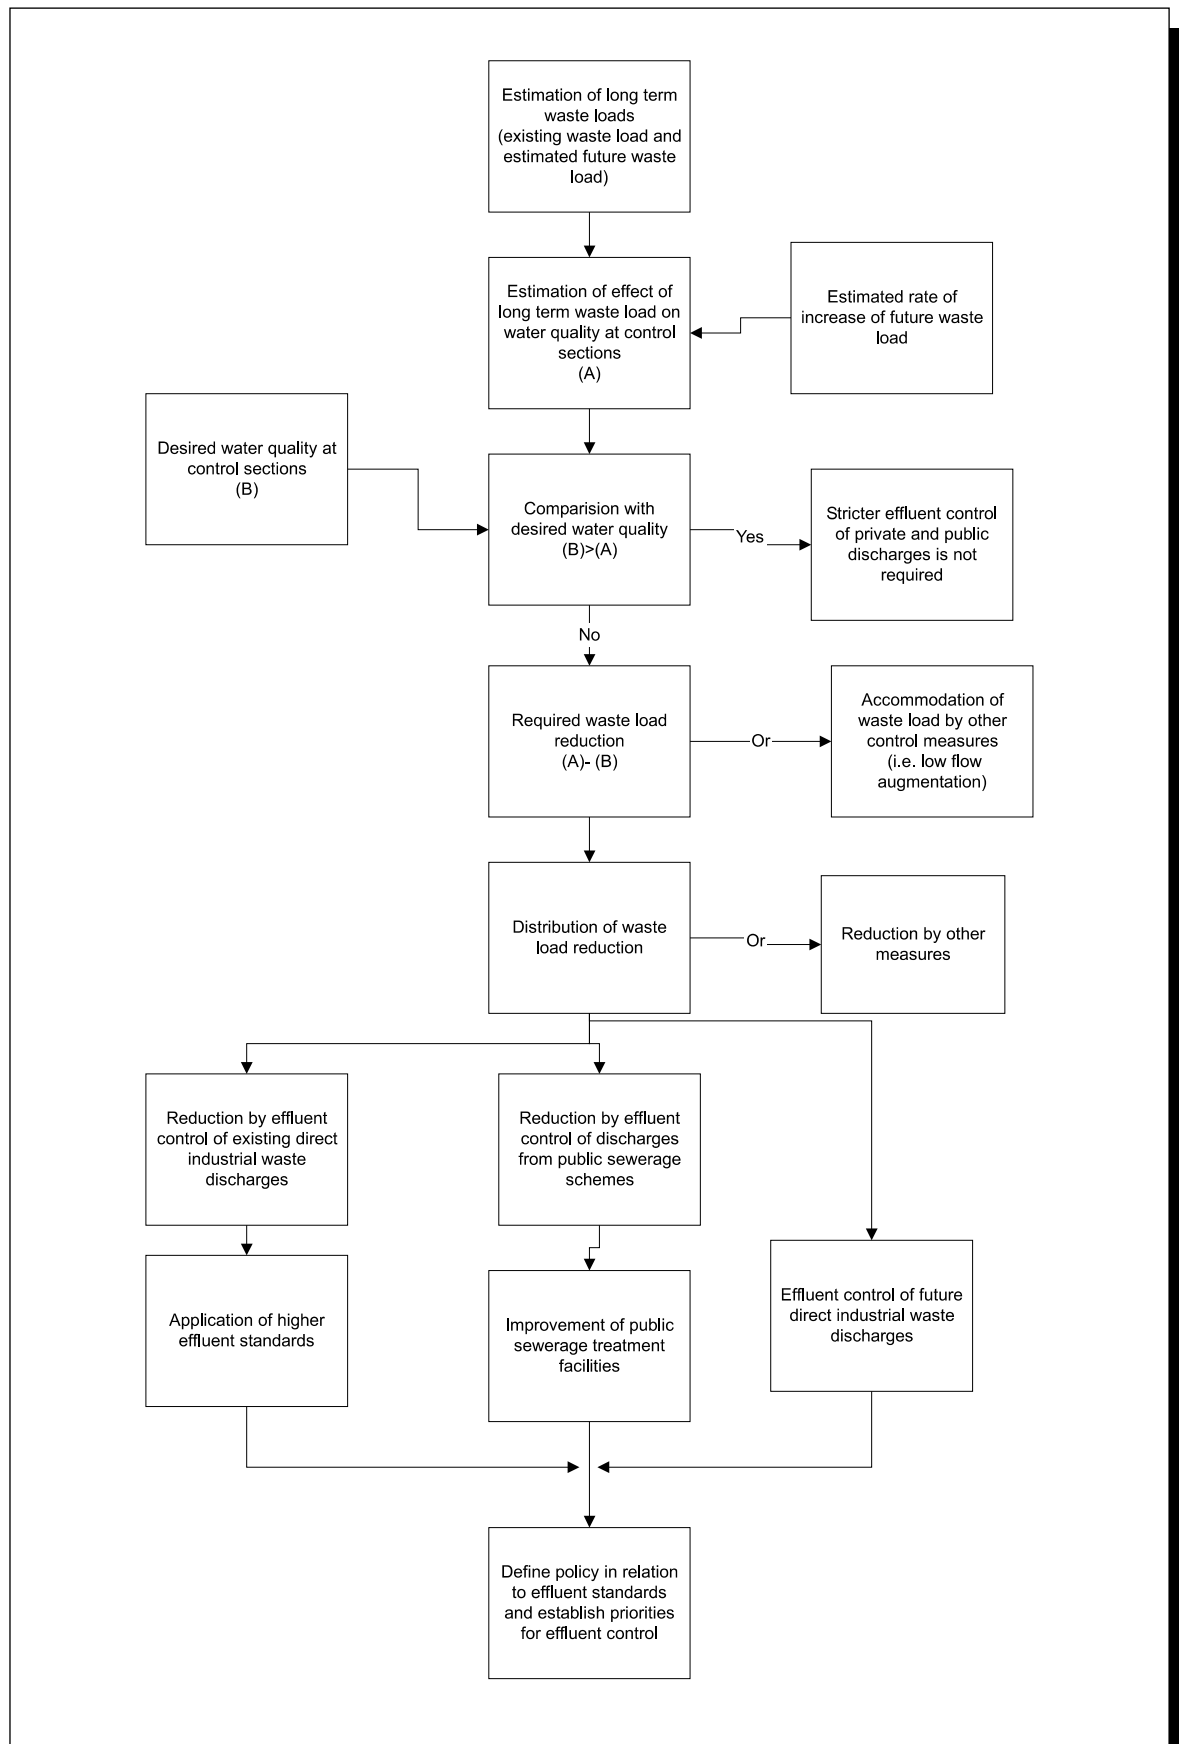 Estimation of long term
waste loads
(existing waste load and
estimated future waste
load)
Estimation of effect of
long term waste load on
water quality at control
sections
(A)
Estimated rate of
increase of future waste
load
Desired water quality at
control sections
(B)
Comparision with
desired water quality
(B)>(A)
Yes
Stricter effluent control
of private and public
discharges is not
required
No
Required waste load
reduction
(A)- (B)
Or
Accommodation of
waste load by other
control measures
(i.e. low flow
augmentation)
Distribution of waste
load reduction
Or
Reduction by other
measures
Reduction by effluent
control of existing direct
industrial waste
discharges
Reduction by effluent
control of discharges
from public sewerage
schemes
Application of higher
effluent standards
Improvement of public
sewerage treatment
facilities
Effluent control of future
direct industrial waste
discharges
Define policy in relation
to effluent standards
and establish priorities
for effluent control